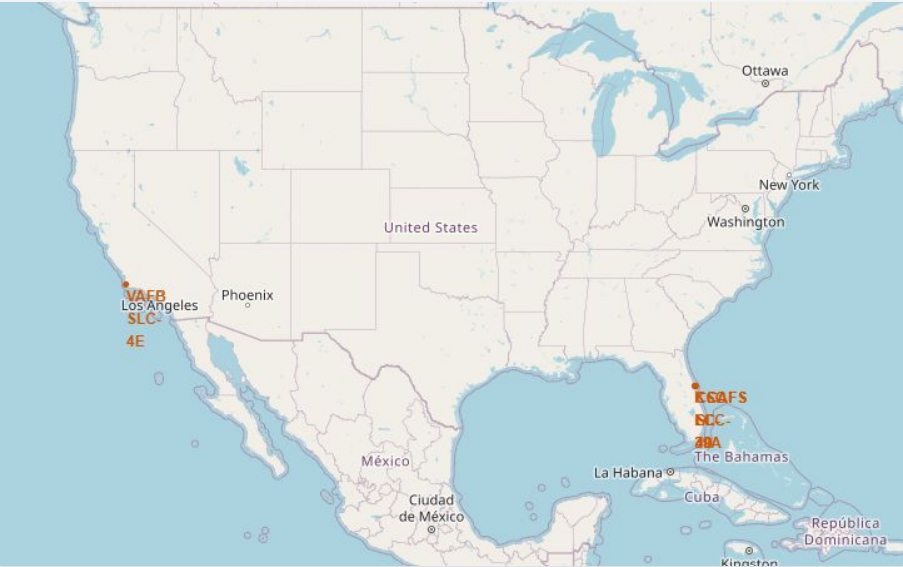 Ottawa
New York
Washington
United States
Phoenix
VAFB
Los Angeles
SLC-
4E
The Bahamas
La Habana
México
Cuba
Ciudad
de México
República
Dominicana
Kingston